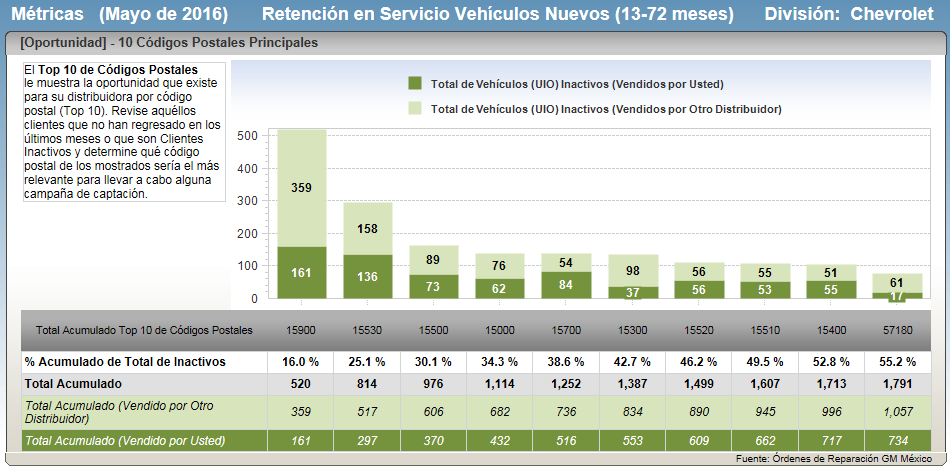 Métricas (Mayo de 2016) Retención en Servicio Vehículos Nuevos (13-72 meses) División: Chevrolet
[Oportunidad] - 10 Códigos Postales Principales
El Top 10 de Códigos Postales
le muestra la oportunidad que existe
para su distribuidora por código
postal (Top 10). Revise aquéllos
clientes que no han regresado en los
últimos meses o que son Clientes
Inactivos y determine qué código
postal de los mostrados sería el más
relevante para llevar a cabo alguna
campaña de captación.
Total de Vehículos (UIO) Inactivos (Vendidos por Usted)
Total de Vehículos (UIO) Inactivos (Vendidos por Otro Distribuidor)
500
400
300
200
100
0
359 158 89 76 54 98 56 55 51 61
161 136 73 62 84 37 56 53 55 17
Total Acumulado Top 10 de Códigos Postales 15900 15530 15500 15000 15700 15300 15520 15510 15400 57180
% Acumulado de Total de Inactivos 16.0 % 25.1 % 30.1 % 34.3 % 38.6 % 42.7 % 46.2 % 49.5 % 52.8 % 55.2 %
Total Acumulado 520 814 976 1,114 1,252 1,387 1,499 1,607 1,713 1,791
Total Acumulado (Vendido por Otro
Distribuidor) 359 517 606 682 736 834 890 945 996 1,057
Total Acumulado (Vendido por Usted) 161 297 370 432 516 553 609 662 717 734
Fuente: Órdenes de Reparación GM México